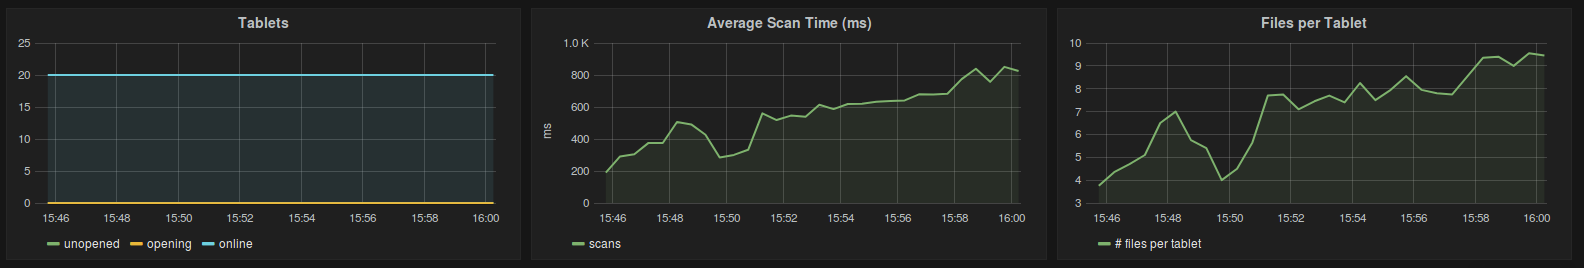 Tablets
25
20
15
10
5
0
15:46 15:48 15:50 15:52 15:54 15:56 15:58 16:00
unopened opening online
Average Scan Time (ms)
ms
1.0 K
800
600
400
200
0
15:46 15:48 15:50 15:52 15:54 15:56 15:58 16:00
scans
Files per Tablet
10
9
8
7
6
5
4
3
15:46 15:48 15:50 15:52 15:54 15:56 15:58 16:00
# files per tablet